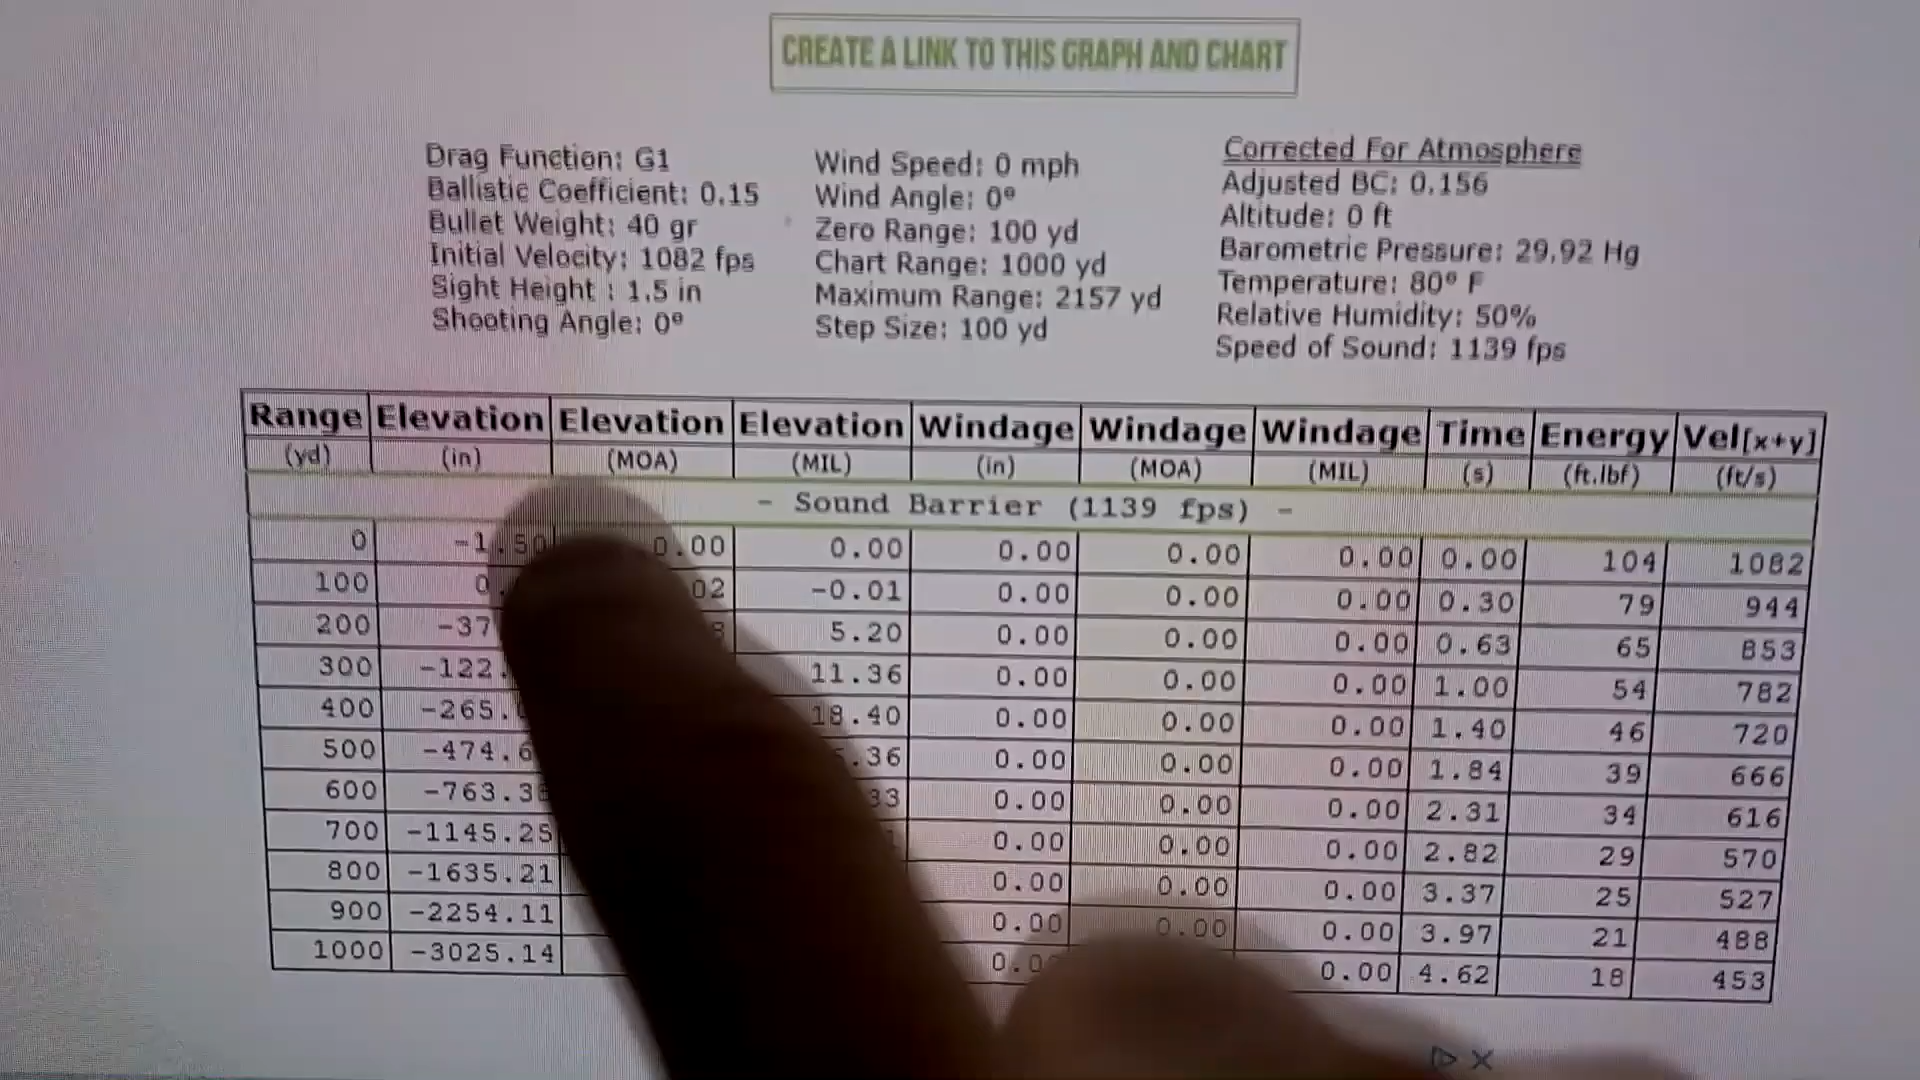 CREATE A LINK TO THIS GRAPH AND CHART
Drag Function: G1
Ballistic Coefficient: 0.15
Bullet Weight: 40 gr
Initial Velocity: 1082 fps
Sight Height : 1.5 in
Shooting Angle: 0º
Wind Speed: 0 mph
Wind Angle: 0º
Zero Range: 100 yd
Chart Range: 1000 yd
Maximum Range: 2157 yd
Step Size: 100 yd
Corrected For Atmosphere
Adjusted BC: 0.156
Altitude: 0 ft
Barometric Pressure: 29.92 Hg
Temperature: 80º F
Relative Humidity: 50%
Speed of Sound: 1139 fps
Range Elevation Elevation Elevation Windage Windage Windage Time Energy Vel[x+y]
(yd) (in) (MOA) (MIL) (in) (MOA) (MIL) (s) (ft.lbf) (ft/s)
- Sound Barrier (1139 fps) -
0 -1.50 0.00 0.00 0.00 0.00 0.00 0.00 104 1082
100 -0.01 0.00 0.00 0.00 0.30 79 944
200 5.20 0.00 0.00 0.00 0.63 65 853
300 11.36 0.00 0.00 0.00 1.00 54 782
400 18.40 0.00 0.00 0.00 1.40 46 720
500 0.00 0.00 0.00 1.84 39 666
600 0.00 0.00 0.00 2.31 34 616
700 -1145.25 0.00 0.00 0.00 2.82 29 570
800 -1635.21 0.00 0.00 0.00 3.37 25 527
900 -2254.11 0.00 0.00 0.00 3.97 21 488
1000 -3025.14 0.00 4.62 18 453